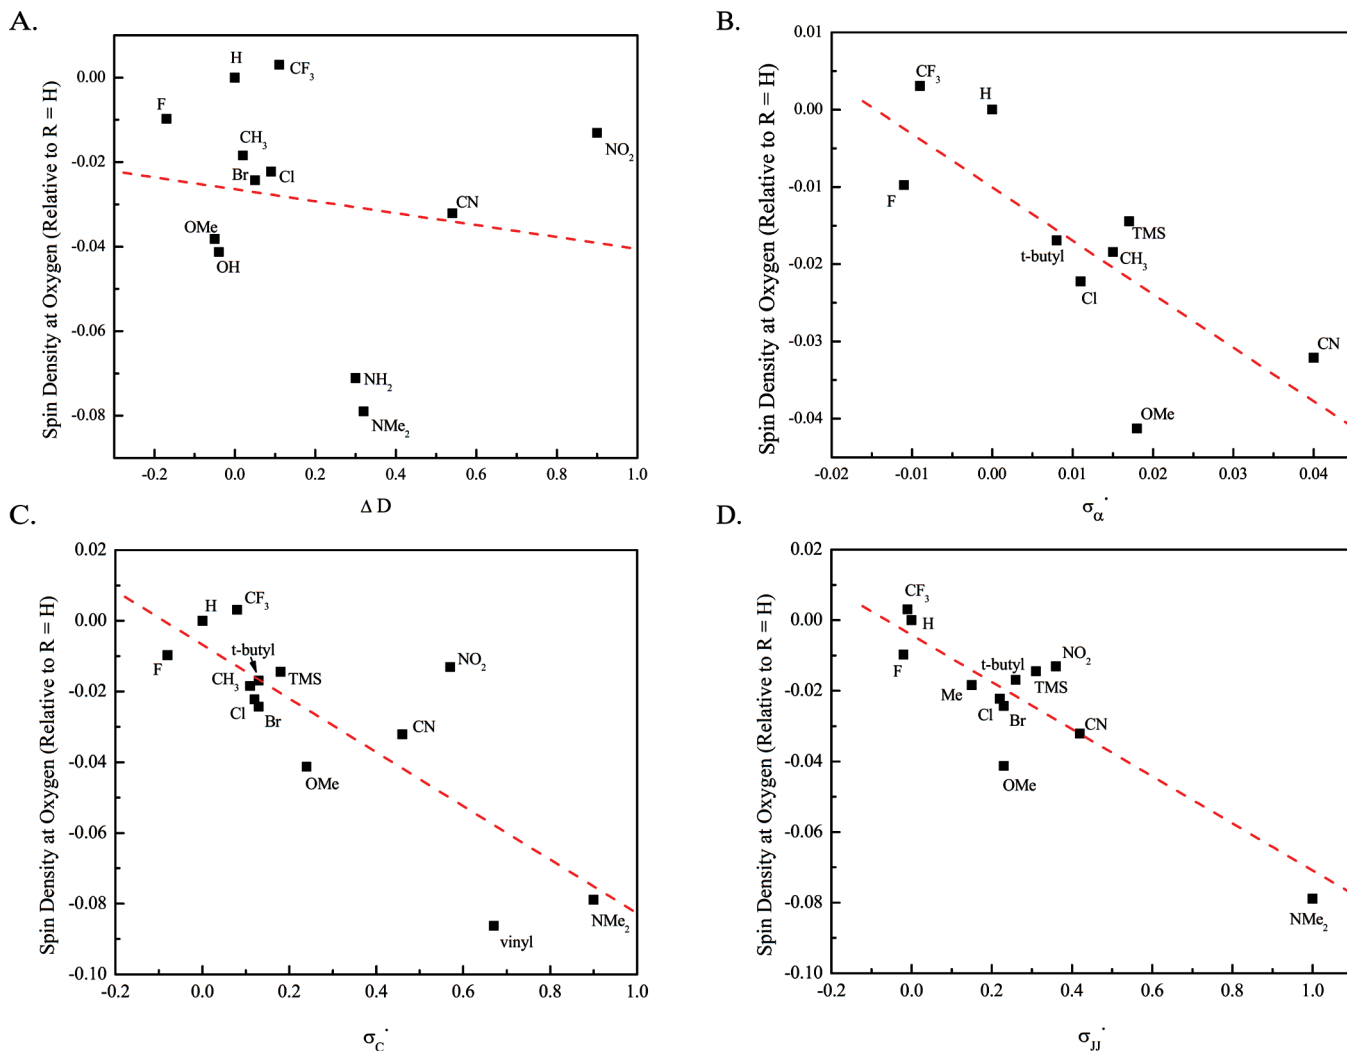 A.
Spin Density at Oxygen (Relative to R = H)
0.00
-0.02
-0.04
-0.06
-0.08
H
CF3
F
CH3
Br
Cl
NO2
CN
OMe
OH
NH2
NMe2
-0.2 0.0 0.2 0.4 0.6 0.8 1.0
Δ D
B.
Spin Density at Oxygen (Relative to R = H)
0.01
0.00
-0.01
-0.02
-0.03
-0.04
CF3
H
F
TMS
t-butyl
CH3
Cl
CN
OMe
-0.02 -0.01 0.00 0.01 0.02 0.03 0.04
σα·
C.
Spin Density at Oxygen (Relative to R = H)
0.02
0.00
-0.02
-0.04
-0.06
-0.08
-0.10
H
CF3
t-butyl
F
CH3
TMS
NO2
Cl
Br
CN
OMe
NMe2
vinyl
-0.2 0.0 0.2 0.4 0.6 0.8 1.0
σC·
D.
Spin Density at Oxygen (Relative to R = H)
0.02
0.00
-0.02
-0.04
-0.06
-0.08
-0.10
CF3
H
F
t-butyl
NO2
Me
TMS
Cl
Br
CN
OMe
NMe2
-0.2 0.0 0.2 0.4 0.6 0.8 1.0
σJJ·